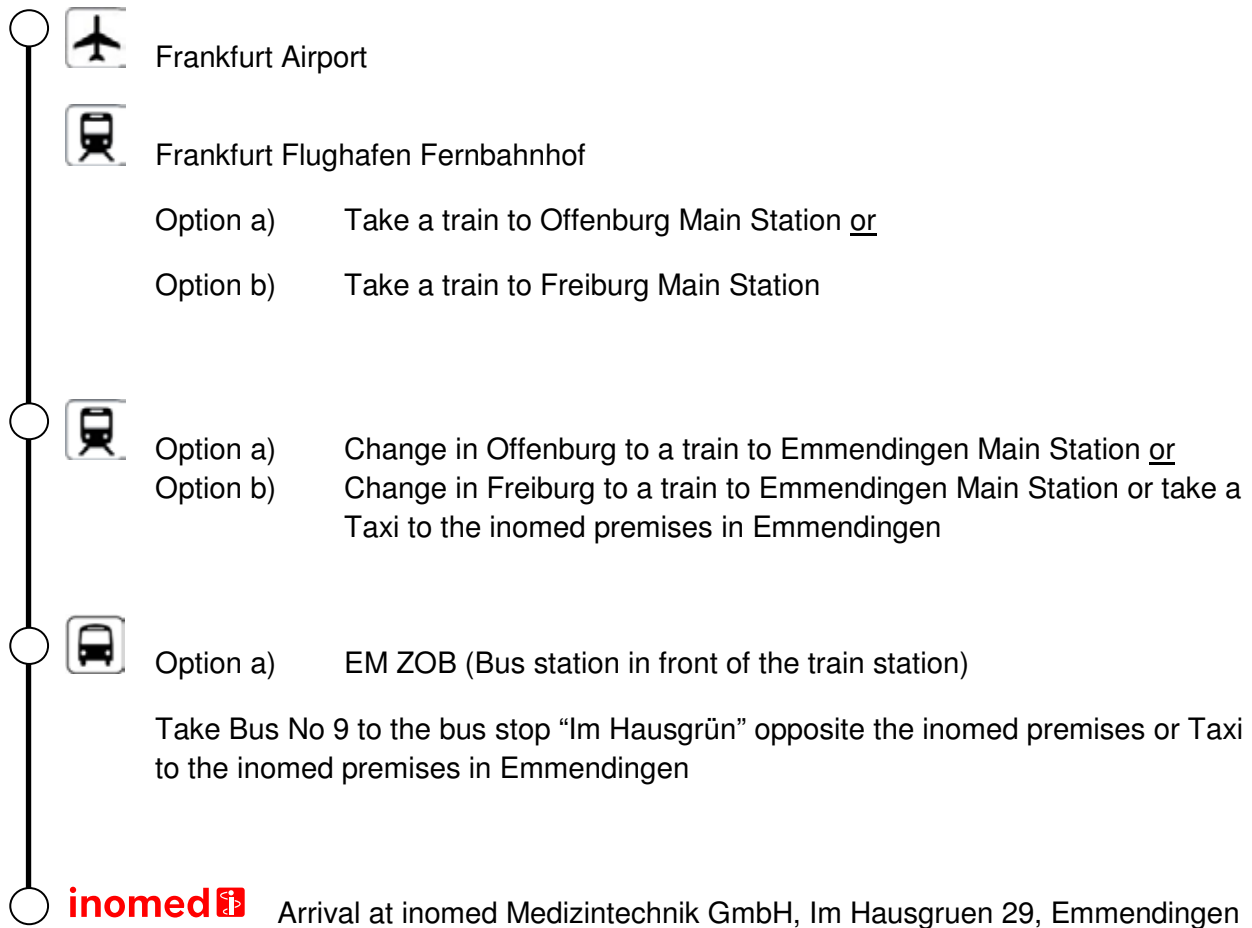 Frankfurt Airport
Frankfurt Flughafen Fernbahnhof
Option a) Take a train to Offenburg Main Station or
Option b) Take a train to Freiburg Main Station
Option a) Change in Offenburg to a train to Emmendingen Main Station or
Option b) Change in Freiburg to a train to Emmendingen Main Station or take a
Taxi to the inomed premises in Emmendingen
Option a) EM ZOB (Bus station in front of the train station)
Take Bus No 9 to the bus stop “Im Hausgrün” opposite the inomed premises or Taxi
to the inomed premises in Emmendingen
inomed Arrival at inomed Medizintechnik GmbH, Im Hausgruen 29, Emmendingen